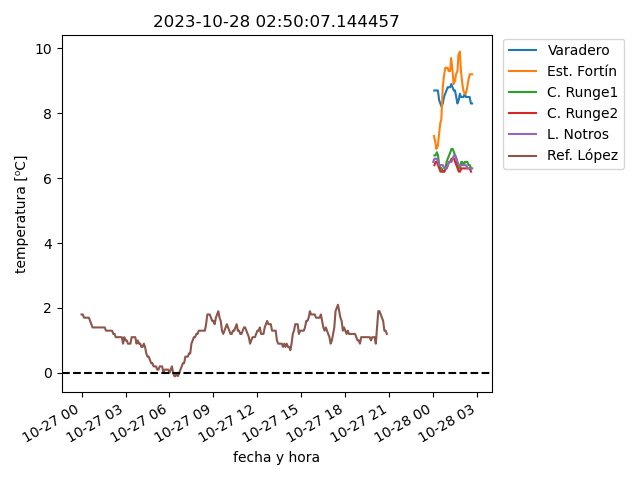 2023-10-28 02:50:07.144457
10
8
6
4
2
0
temperatura [ºC]
10-27 00
10-27 03
10-27 06
10-27 09
10-27 12
10-27 15
10-27 18
10-27 21
10-28 00
10-28 03
fecha y hora
Varadero
Est. Fortín
C. Runge1
C. Runge2
L. Notros
Ref. López